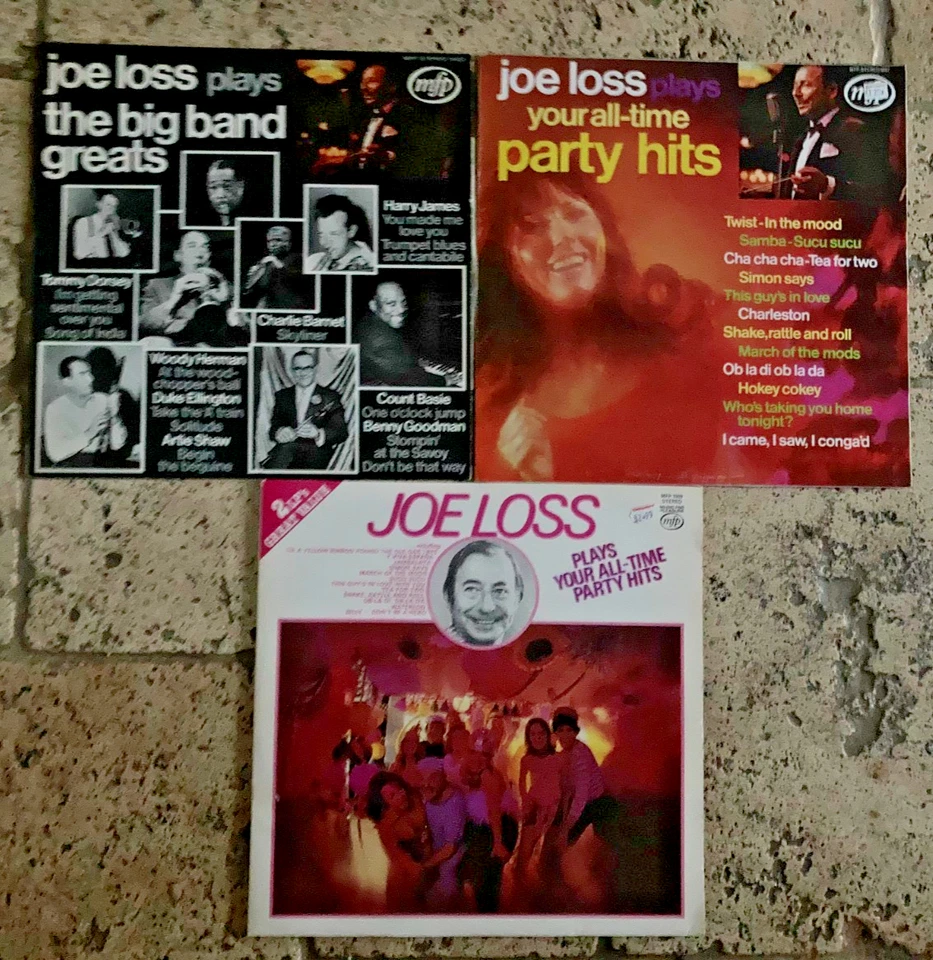 joe loss plays
the big band
greats
mfp
Harry James
You made me
love you
Trumpet blues
and cantabile
Tommy Dorsey
I'm getting
sentimental
over you
Song of India
Charlie Barnet
Skyliner
Woody Herman
At the wood-
chopper's ball
Duke Ellington
Take the 'A' train
Solitude
Artie Shaw
Begin
the beguine
Count Basie
One o'clock jump
Benny Goodman
Stompin'
at the Savoy
Don't be that way
joe loss plays
your all-time
party hits
mfp
Twist-In the mood
Samba-Sucu sucu
Cha cha cha-Tea for two
Simon says
This guy's in love
Charleston
Shake, rattle and roll
March of the mods
Ob la di ob la da
Hokey cokey
Who's taking you home
tonight?
I came, I saw, I conga'd
2 LP'S
GREAT VALUE
JOE LOSS
PLAYS
YOUR ALL-TIME
PARTY HITS
STEREO
mfp